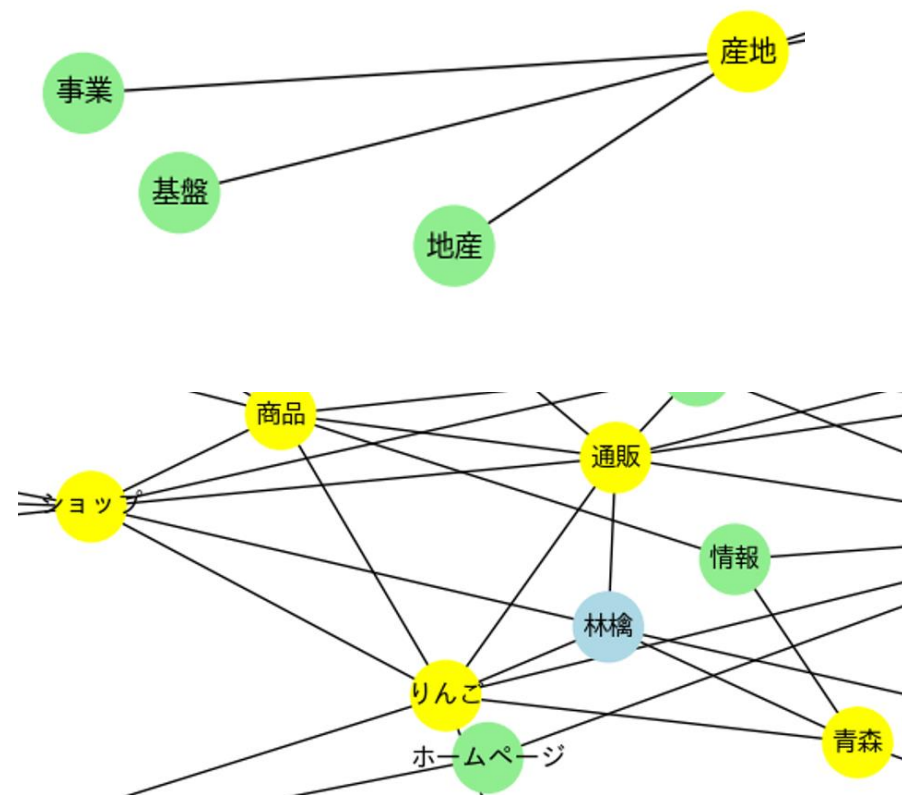 産地
事業
基盤
地産
商品
通販
ショップ
情報
林檎
りんご
青森
ホームページ